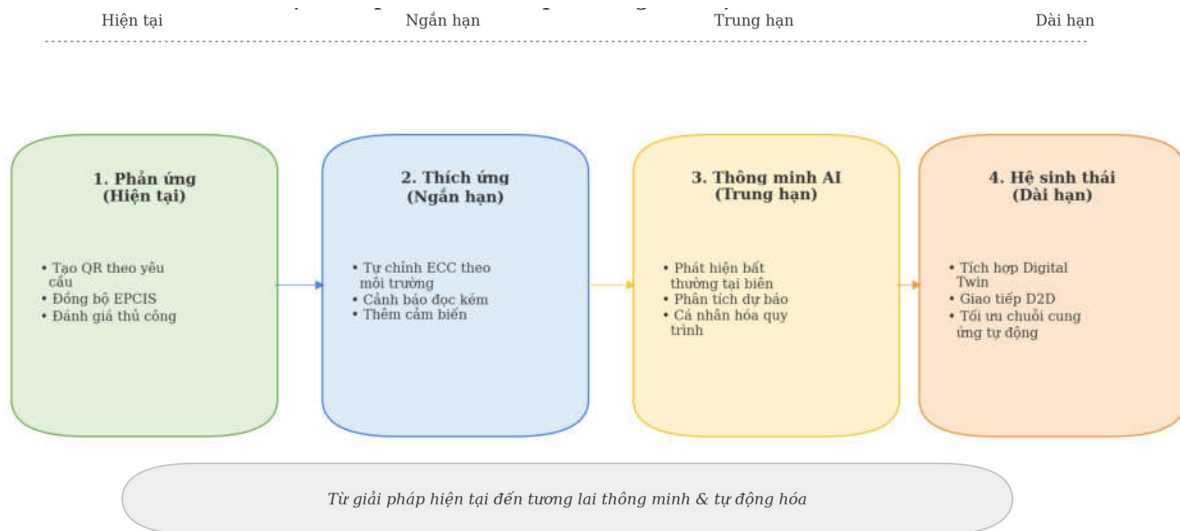 Hiện tại
Ngắn hạn
Trung hạn
Dài hạn
1. Phản ứng
(Hiện tại)
• Tạo QR theo yêu
cầu
• Đồng bộ EPCIS
• Đánh giá thủ công
2. Thích ứng
(Ngắn hạn)
• Tự chỉnh ECC theo
môi trường
• Cảnh báo đọc kém
• Thêm cảm biến
3. Thông minh AI
(Trung hạn)
• Phát hiện bất
thường tại biên
• Phân tích dự báo
• Cá nhân hóa quy
trình
4. Hệ sinh thái
(Dài hạn)
• Tích hợp Digital
Twin
• Giao tiếp D2D
• Tối ưu chuỗi cung
ứng tự động
Từ giải pháp hiện tại đến tương lai thông minh & tự động hóa